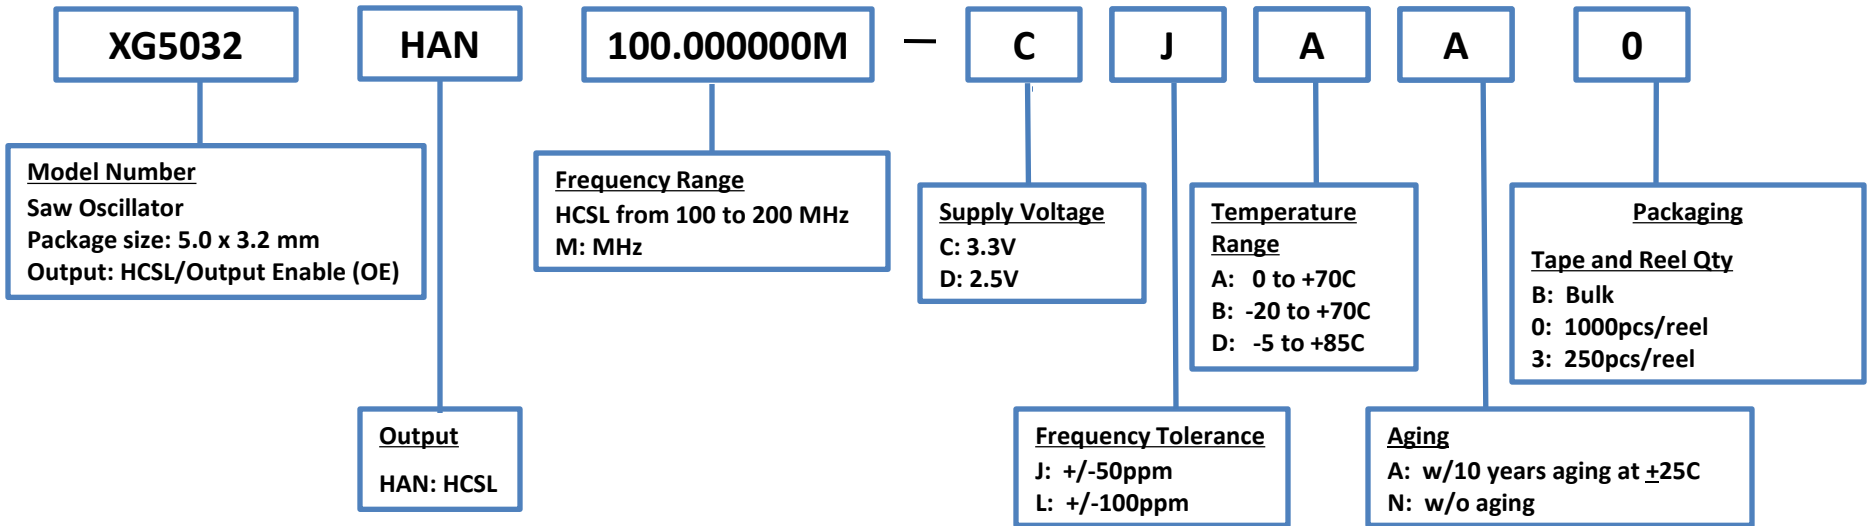 XG5032 HAN 100.000000M — C J A A 0
Model Number
Saw Oscillator
Package size: 5.0 x 3.2 mm
Output: HCSL/Output Enable (OE)
Frequency Range
HCSL from 100 to 200 MHz
M: MHz
Supply Voltage
C: 3.3V
D: 2.5V
Temperature
Range
A: 0 to +70C
B: -20 to +70C
D: -5 to +85C
Packaging
Tape and Reel Qty
B: Bulk
0: 1000pcs/reel
3: 250pcs/reel
Output
HAN: HCSL
Frequency Tolerance
J: +/-50ppm
L: +/-100ppm
Aging
A: w/10 years aging at +25C
N: w/o aging